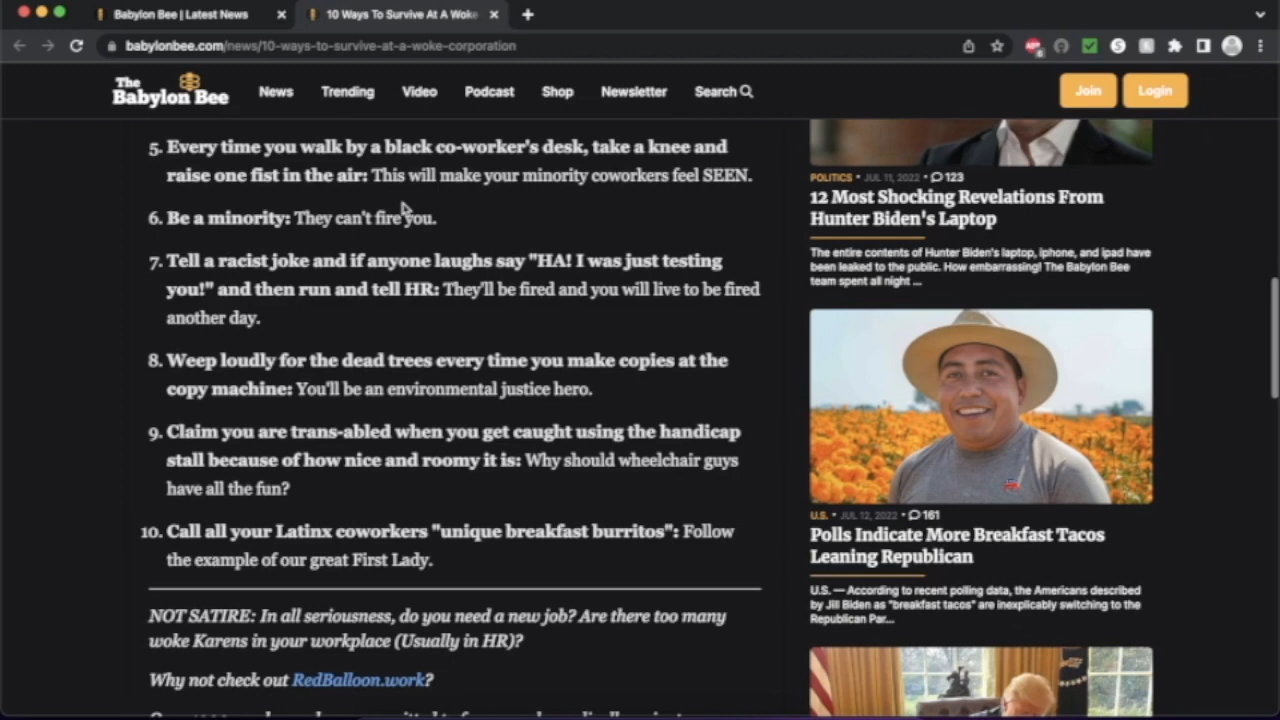 Babylon Bee | Latest News
10 Ways To Survive At A Woke
babylonbee.com/news/10-ways-to-survive-at-a-woke-corporation
The
Babylon Bee
News
Trending
Video
Podcast
Shop
Newsletter
Search
Join
Login
5. Every time you walk by a black co-worker's desk, take a knee and
raise one fist in the air: This will make your minority coworkers feel SEEN.
6. Be a minority: They can't fire you.
7. Tell a racist joke and if anyone laughs say "HA! I was just testing
you!" and then run and tell HR: They'll be fired and you will live to be fired
another day.
8. Weep loudly for the dead trees every time you make copies at the
copy machine: You'll be an environmental justice hero.
9. Claim you are trans-abled when you get caught using the handicap
stall because of how nice and roomy it is: Why should wheelchair guys
have all the fun?
10. Call all your Latinx coworkers "unique breakfast burritos": Follow
the example of our great First Lady.
NOT SATIRE: In all seriousness, do you need a new job? Are there too many
woke Karens in your workplace (Usually in HR)?
Why not check out RedBalloon.work?
POLITICS • JUL 11, 2022 • 123
12 Most Shocking Revelations From
Hunter Biden's Laptop
The entire contents of Hunter Biden's laptop, iphone, and ipad have
been leaked to the public. How embarrassing! The Babylon Bee
team spent all night ...
U.S. • JUL 12, 2022 • 161
Polls Indicate More Breakfast Tacos
Leaning Republican
U.S. — According to recent polling data, the Americans described
by Jill Biden as "breakfast tacos" are inexplicably switching to the
Republican Par...